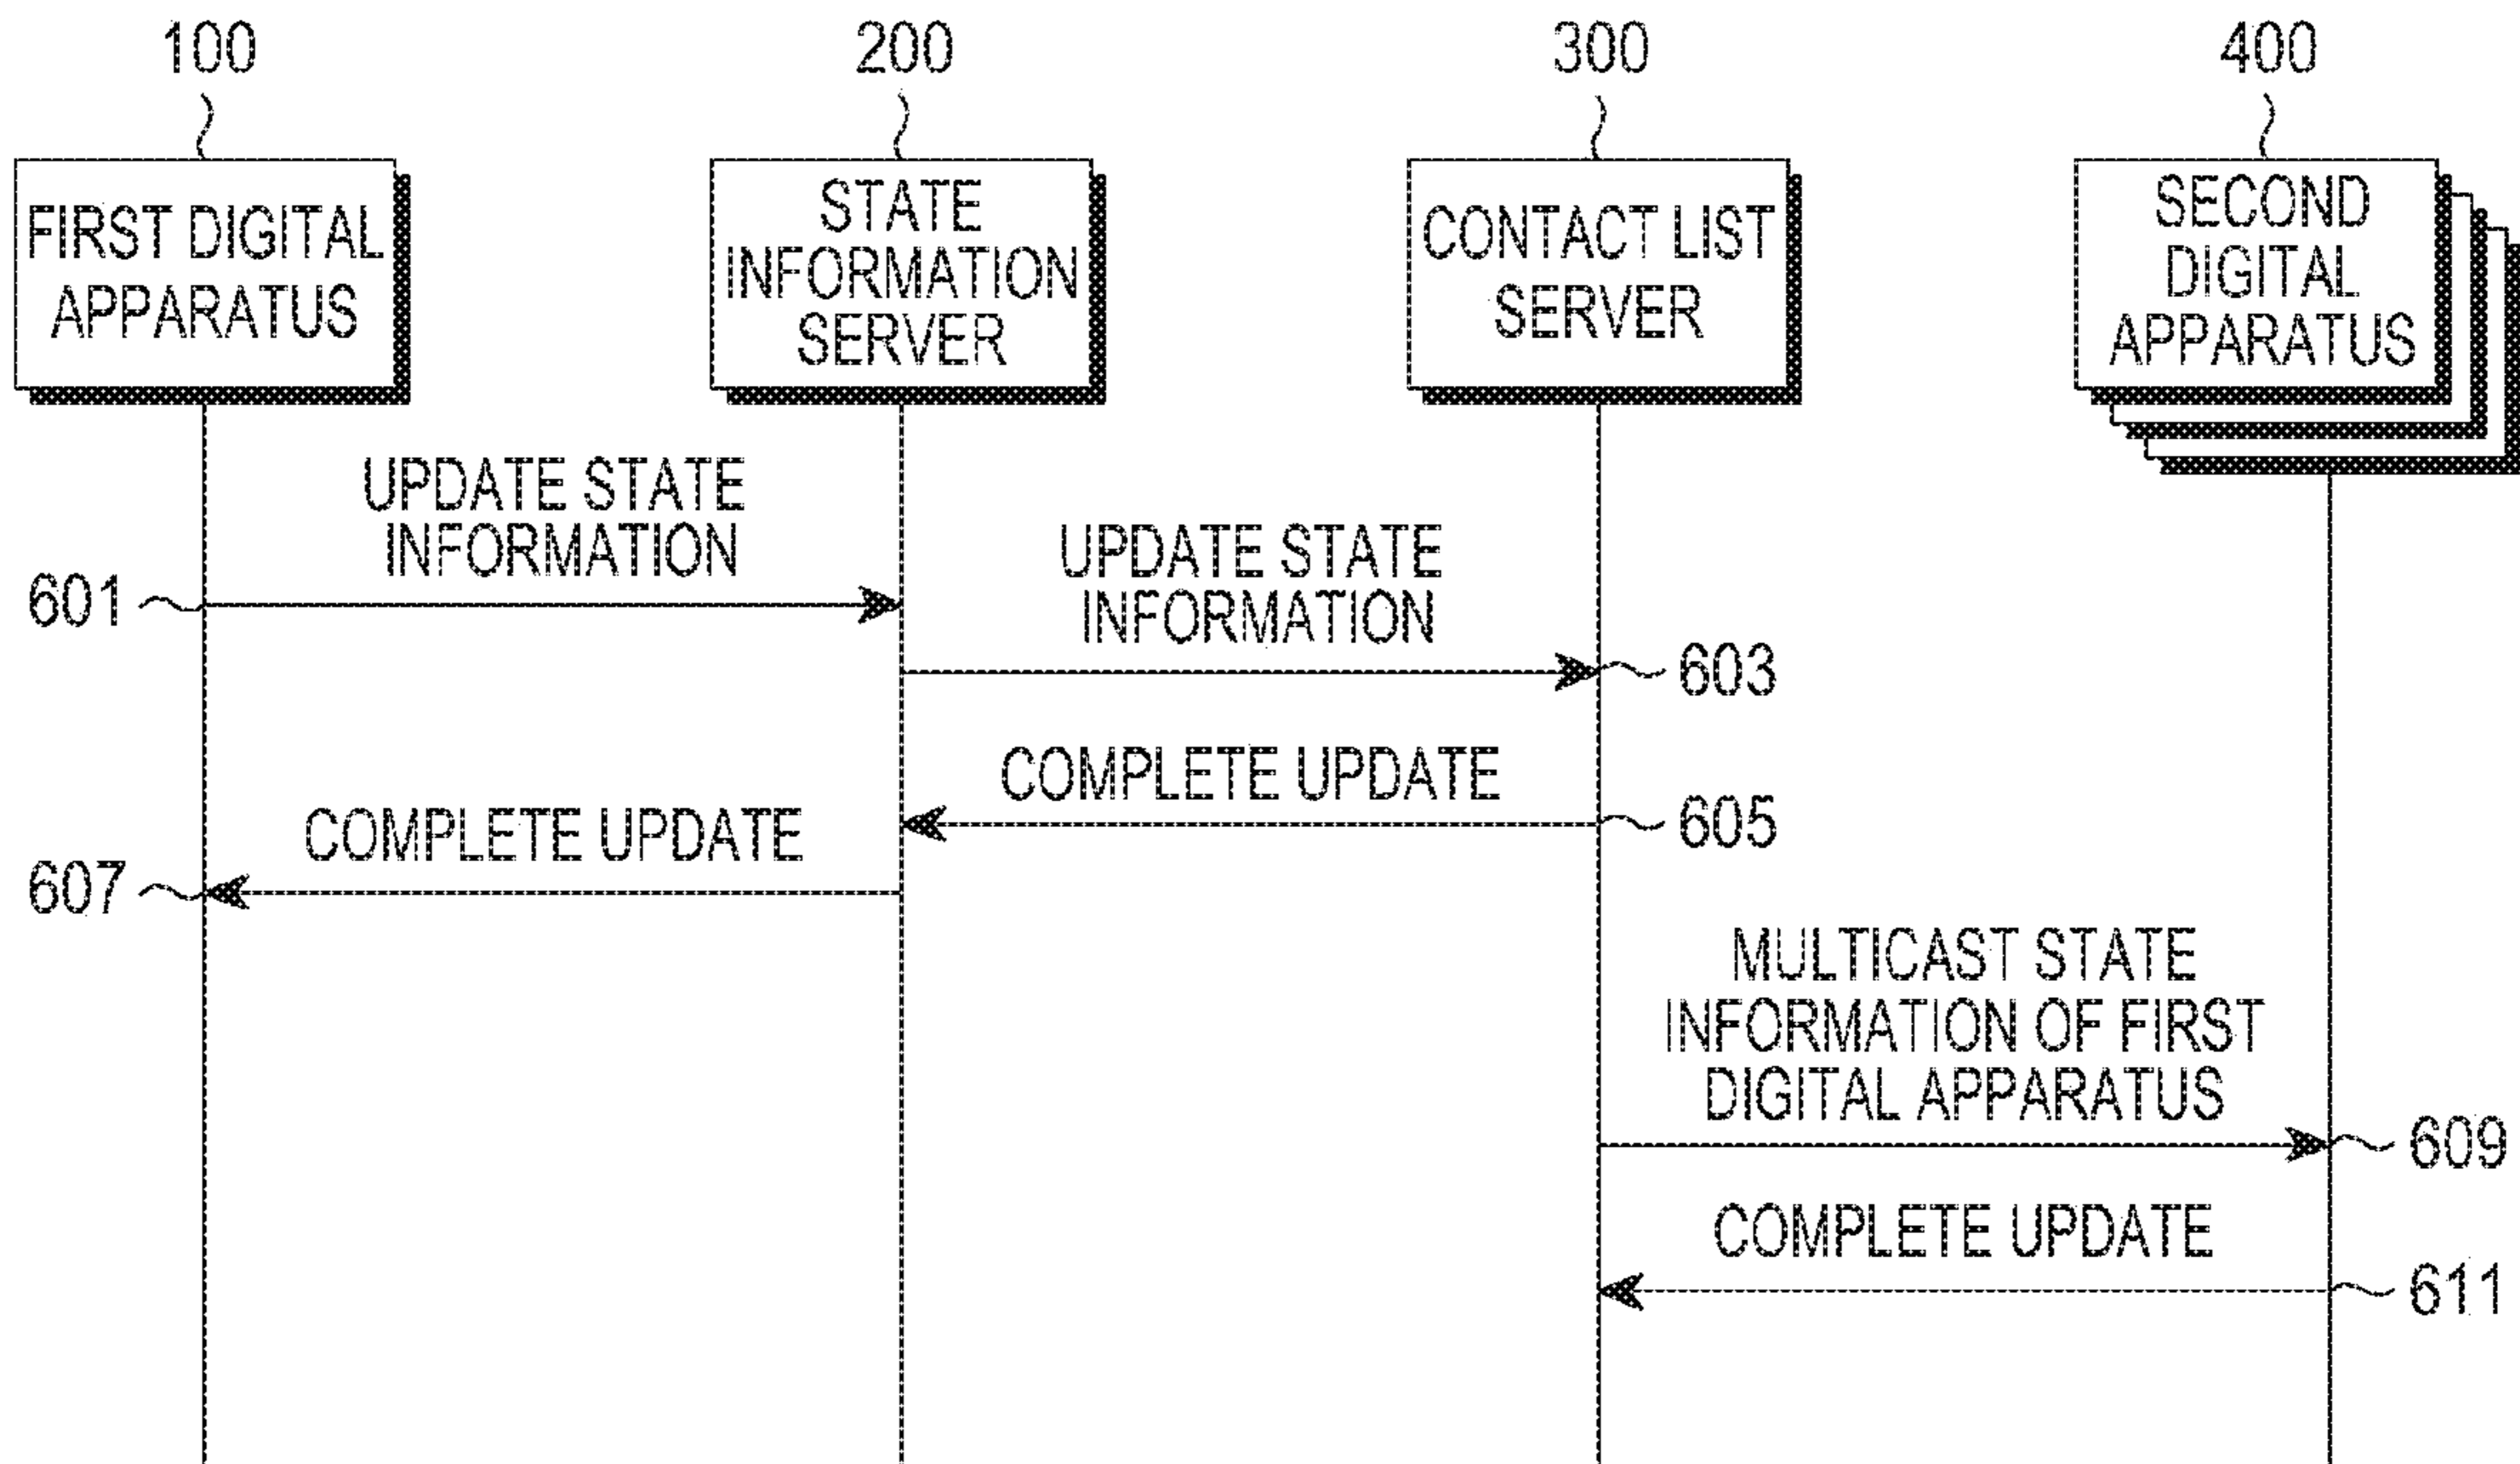 100
200
300
400
FIRST DIGITAL
APPARATUS
STATE
INFORMATION
SERVER
CONTACT LIST
SERVER
SECOND
DIGITAL
APPARATUS
UPDATE STATE
INFORMATION
601
UPDATE STATE
INFORMATION
603
COMPLETE UPDATE
605
COMPLETE UPDATE
607
MULTICAST STATE
INFORMATION OF FIRST
DIGITAL APPARATUS
609
COMPLETE UPDATE
611